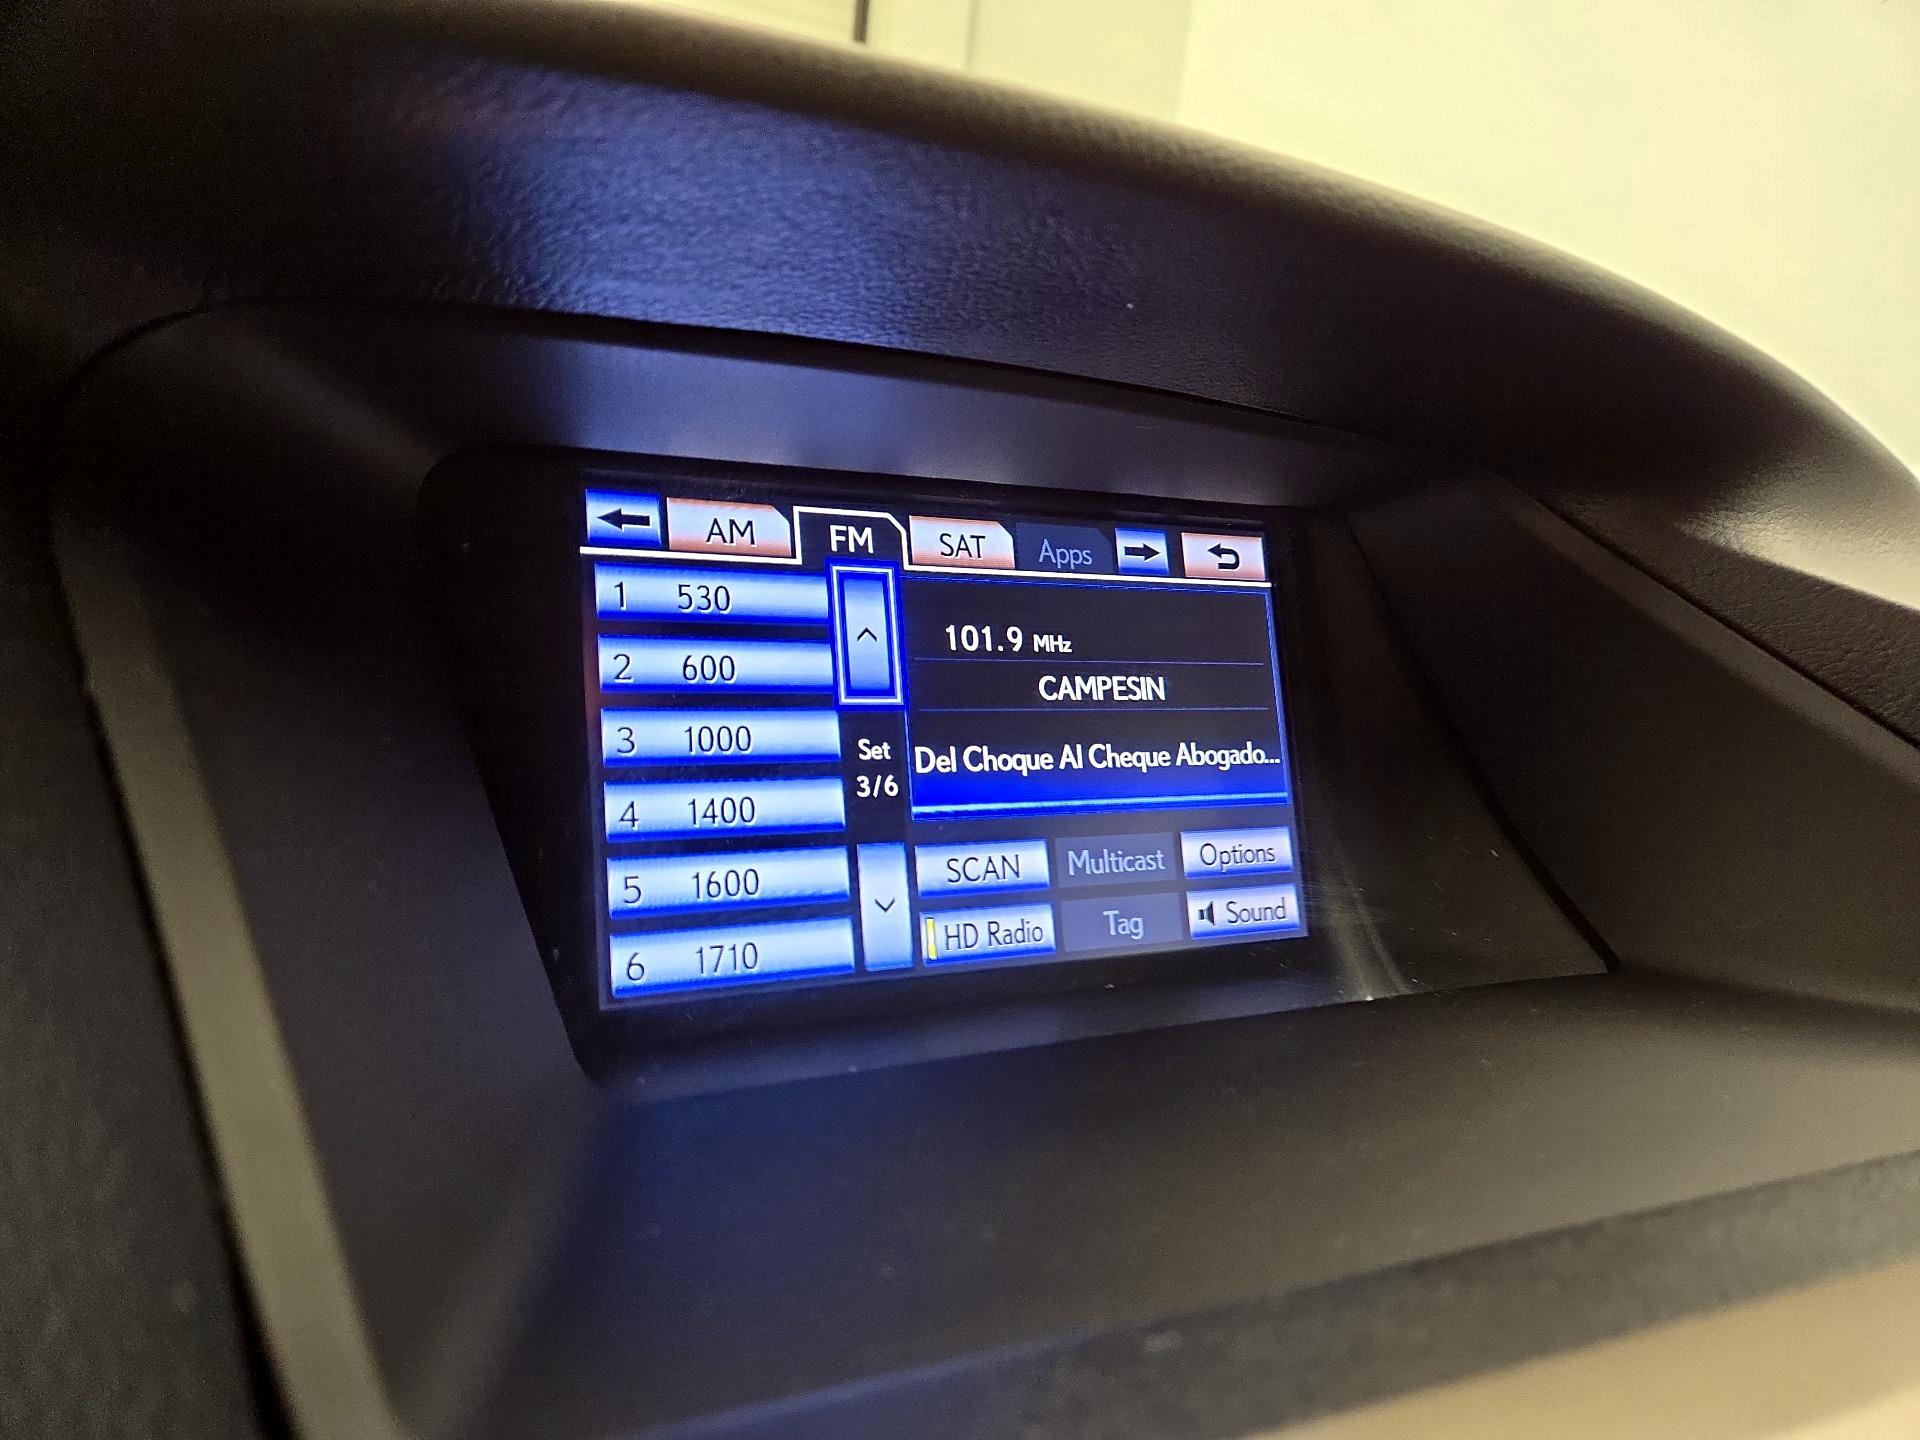 AM FM SAT Apps
1 530
2 600
3 1000
4 1400
5 1600
6 1710
Set
3/6
101.9 MHz
CAMPESIN
Del Choque Al Cheque Abogado...
SCAN Multicast Options
HD Radio Tag Sound